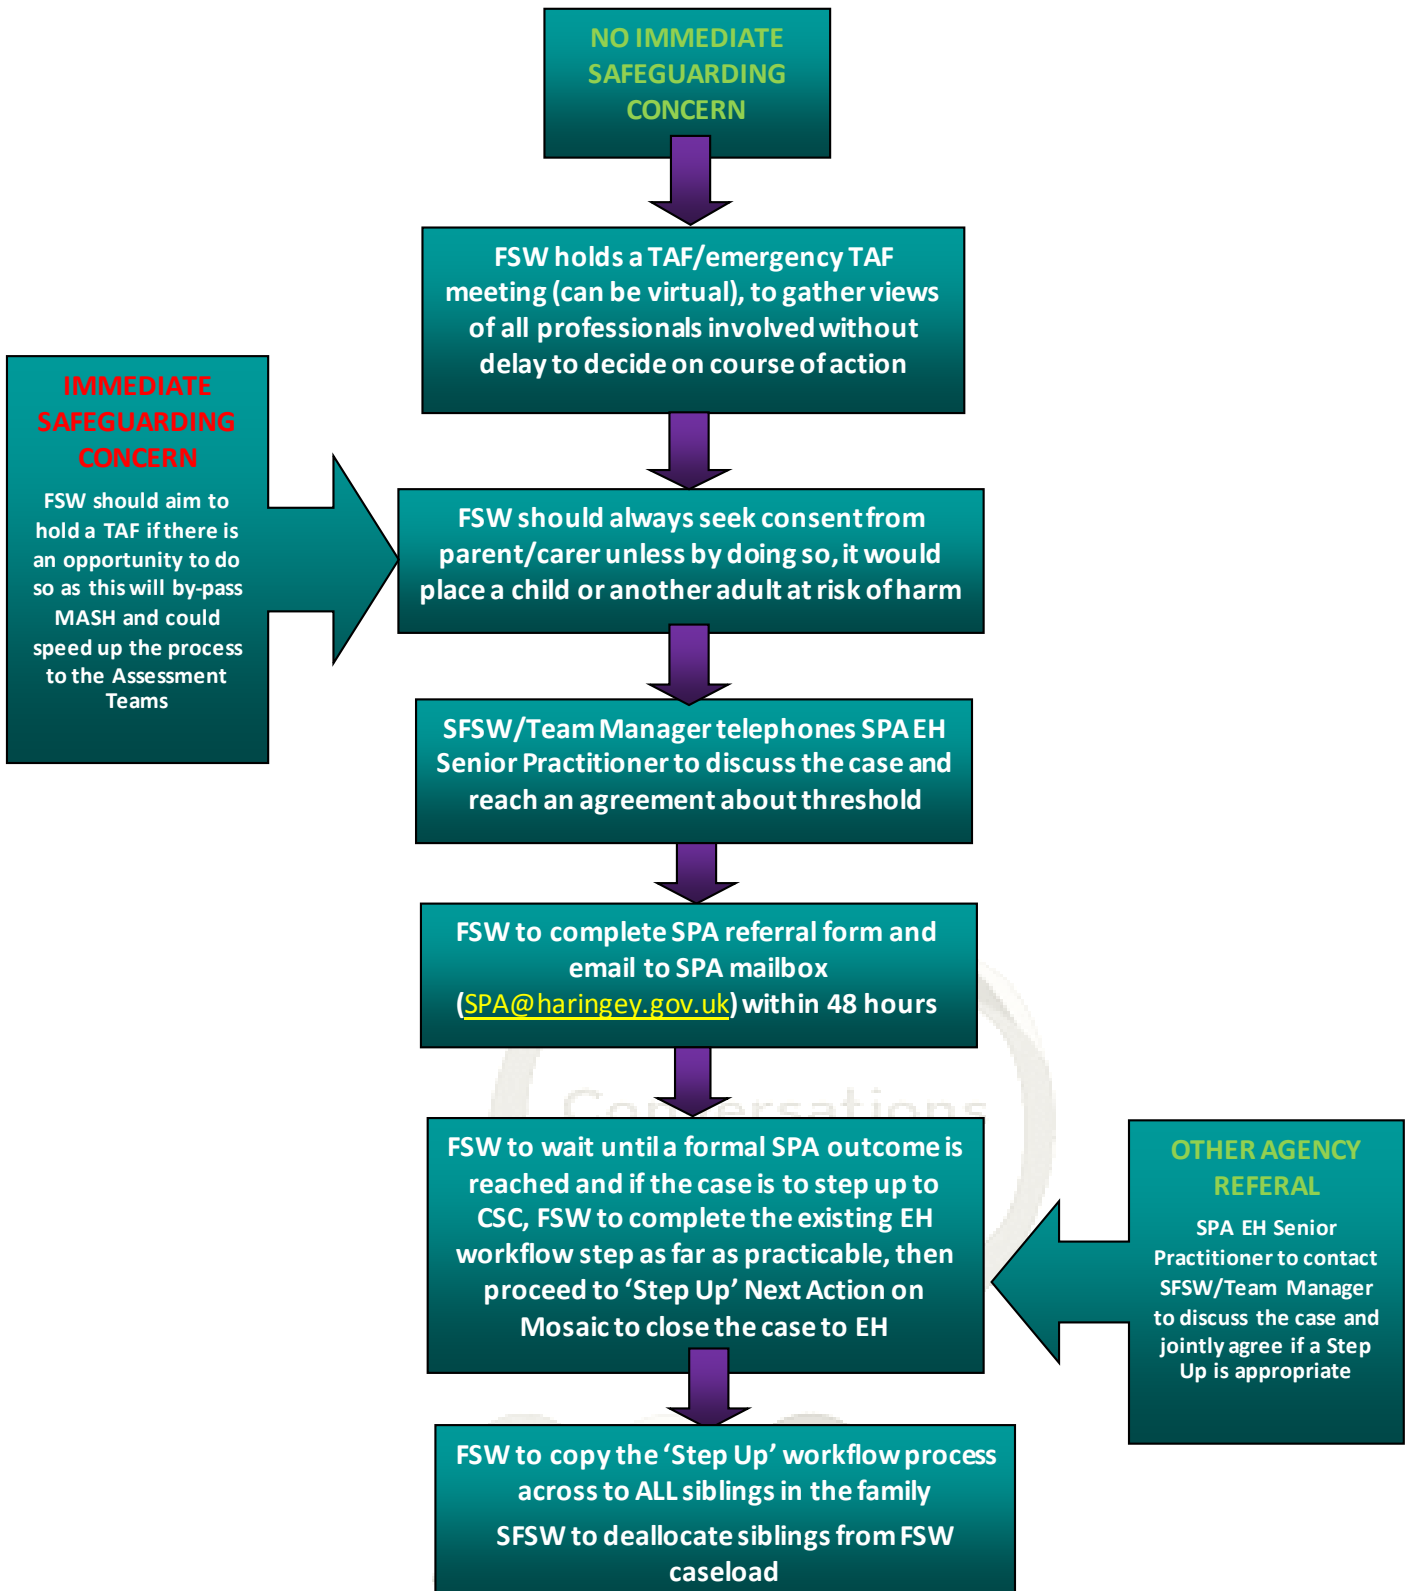 NO IMMEDIATE
SAFEGUARDING
CONCERN
FSW holds a TAF/emergency TAF
meeting (can be virtual), to gather views
of all professionals involved without
delay to decide on course of action
IMMEDIATE
SAFEGUARDING
CONCERN
FSW should aim to
hold a TAF if there is
an opportunity to do
so as this will by-pass
MASH and could
speed up the process
to the Assessment
Teams
FSW should always seek consent from
parent/carer unless by doing so, it would
place a child or another adult at risk of harm
SFSW/Team Manager telephones SPA EH
Senior Practitioner to discuss the case and
reach an agreement about threshold
FSW to complete SPA referral form and
email to SPA mailbox
(SPA@haringey.gov.uk) within 48 hours
Conversations
FSW to wait until a formal SPA outcome is
reached and if the case is to step up to
CSC, FSW to complete the existing EH
workflow step as far as practicable, then
proceed to ‘Step Up’ Next Action on
Mosaic to close the case to EH
OTHER AGENCY
REFERAL
SPA EH Senior
Practitioner to contact
SFSW/Team Manager
to discuss the case and
jointly agree if a Step
Up is appropriate
FSW to copy the ‘Step Up’ workflow process
across to ALL siblings in the family
SFSW to deallocate siblings from FSW
caseload